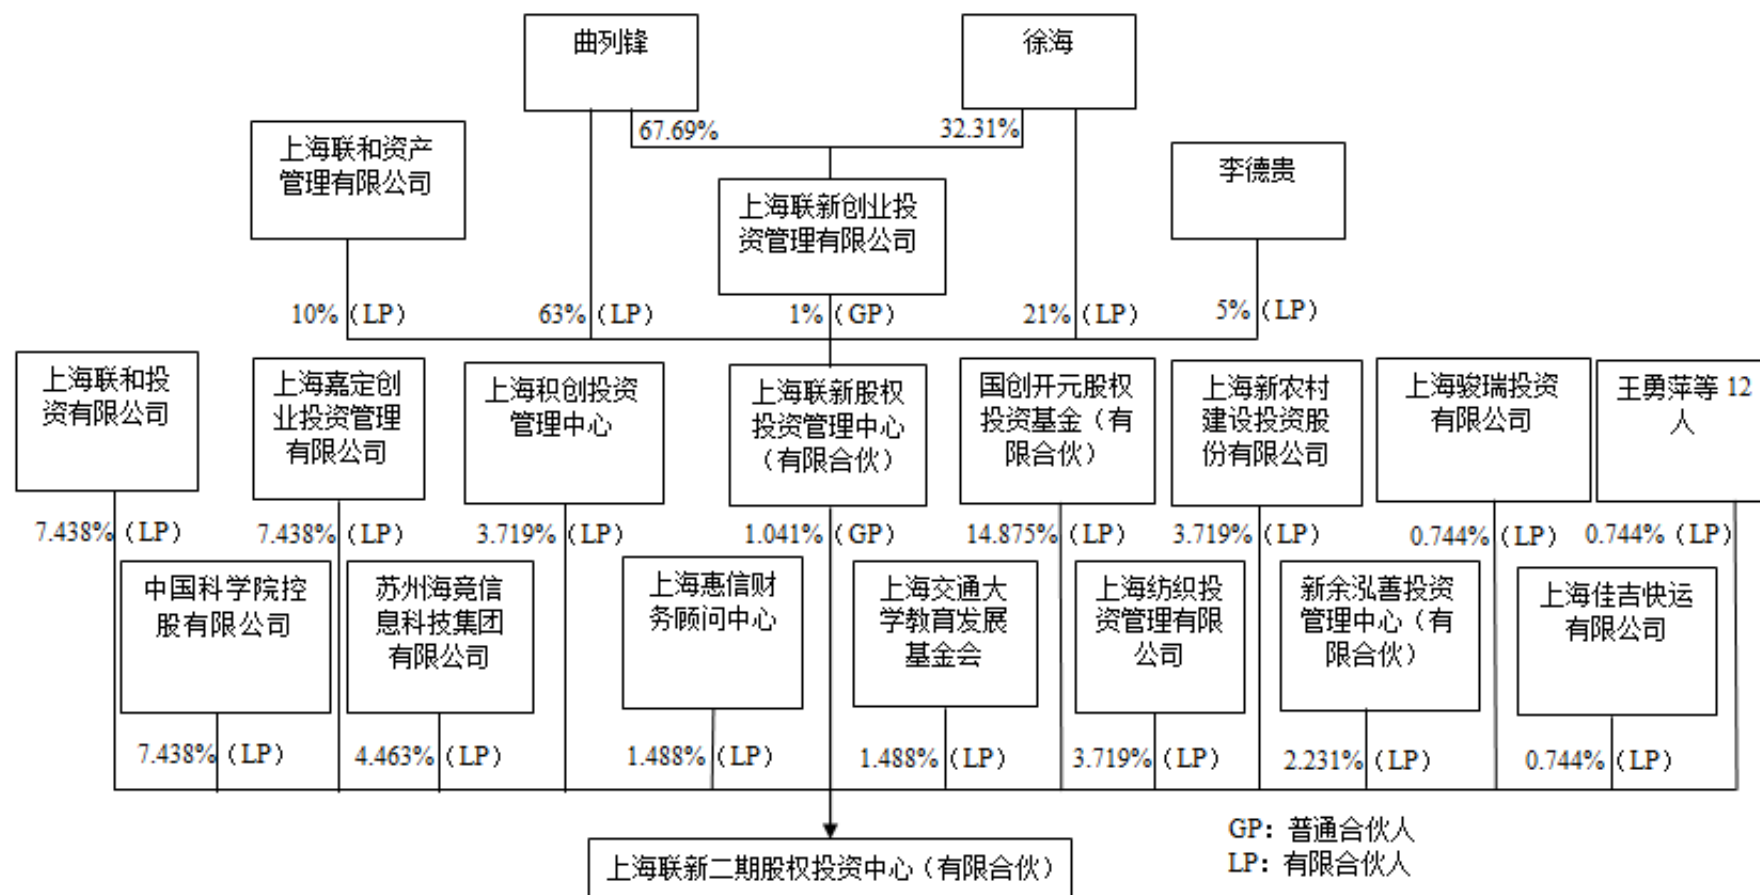 曲列锋
徐海
67.69%
32.31%
上海联和资产
管理有限公司
李德贵
上海联新创业投
资管理有限公司
10%（LP）
63%（LP）
1%（GP）
21%（LP）
5%（LP）
上海联和投
资有限公司
上海嘉定创
业投资管理
有限公司
上海积创投资
管理中心
上海联新股权
投资管理中心
（有限合伙）
国创开元股权
投资基金（有
限合伙）
上海新农村
建设投资股
份有限公司
上海骏瑞投资
有限公司
王勇萍等 12
人
7.438%（LP）
7.438%（LP）
3.719%（LP）
1.041%（GP）
14.875%（LP）
3.719%（LP）
0.744%（LP）
0.744%（LP）
中国科学院控
股有限公司
苏州海竞信
息科技集团
有限公司
上海惠信财
务顾问中心
上海交通大
学教育发展
基金会
上海纺织投
资管理有限
公司
新余泓善投资
管理中心（有
限合伙）
上海佳吉快运
有限公司
7.438%（LP）
4.463%（LP）
1.488%（LP）
1.488%（LP）
3.719%（LP）
2.231%（LP）
0.744%（LP）
GP：普通合伙人
LP：有限合伙人
上海联新二期股权投资中心（有限合伙）